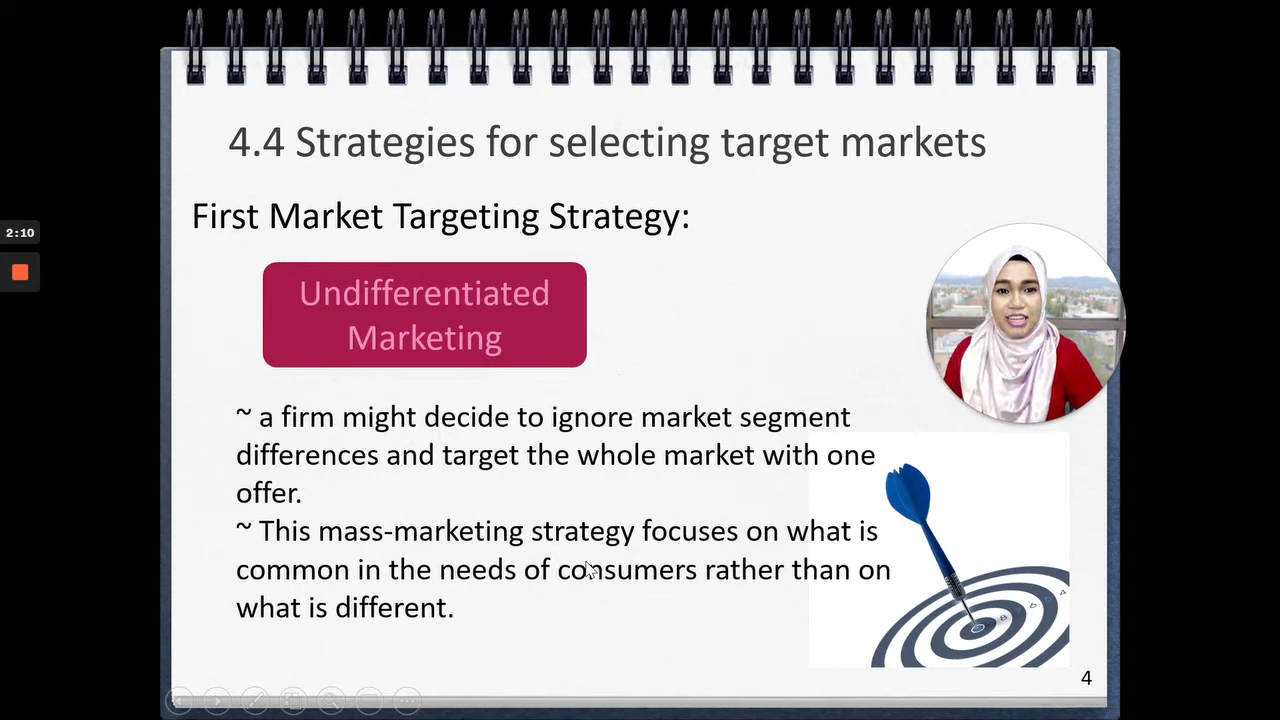 4.4 Strategies for selecting target markets
First Market Targeting Strategy:
2:10
Undifferentiated
Marketing
~ a firm might decide to ignore market segment
differences and target the whole market with one
offer.
~ This mass-marketing strategy focuses on what is
common in the needs of consumers rather than on
what is different.
4